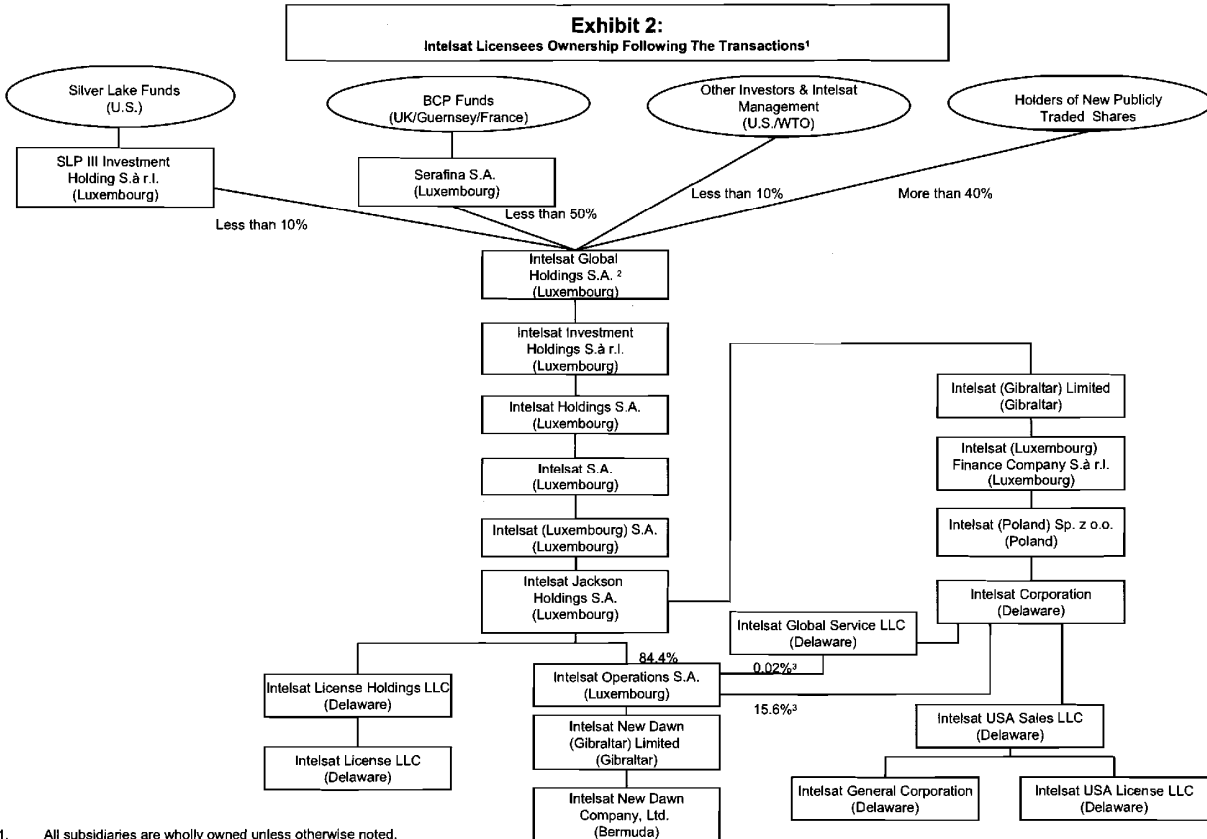 Exhibit 2:
Intelsat Licensees Ownership Following The Transactions¹
Silver Lake Funds
(U.S.)
BCP Funds
(UK/Guernsey/France)
Other Investors & Intelsat
Management
(U.S./WTO)
Holders of New Publicly
Traded Shares
SLP III Investment
Holding S.à r.l.
(Luxembourg)
Serafina S.A.
(Luxembourg)
Less than 10%
Less than 50%
Less than 10%
More than 40%
Intelsat Global
Holdings S.A. ²
(Luxembourg)
Intelsat Investment
Holdings S.à r.l.
(Luxembourg)
Intelsat Holdings S.A.
(Luxembourg)
Intelsat S.A.
(Luxembourg)
Intelsat (Luxembourg) S.A.
(Luxembourg)
Intelsat Jackson
Holdings S.A.
(Luxembourg)
Intelsat (Gibraltar) Limited
(Gibraltar)
Intelsat (Luxembourg)
Finance Company S.à r.l.
(Luxembourg)
Intelsat (Poland) Sp. z o.o.
(Poland)
Intelsat Corporation
(Delaware)
Intelsat Global Service LLC
(Delaware)
84.4%
0.02%³
15.6%³
Intelsat License Holdings LLC
(Delaware)
Intelsat License LLC
(Delaware)
Intelsat Operations S.A.
(Luxembourg)
Intelsat New Dawn
(Gibraltar) Limited
(Gibraltar)
Intelsat New Dawn
Company, Ltd.
(Bermuda)
Intelsat USA Sales LLC
(Delaware)
Intelsat General Corporation
(Delaware)
Intelsat USA License LLC
(Delaware)
1. All subsidiaries are wholly owned unless otherwise noted.